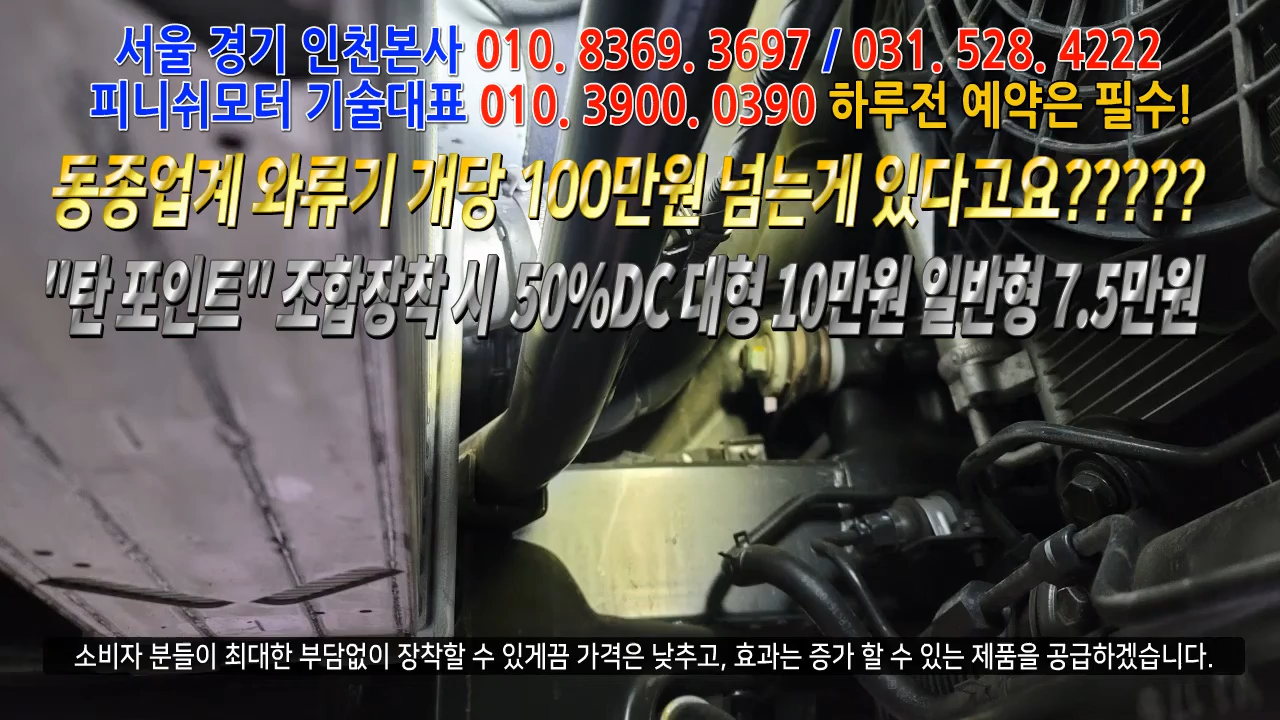 서울 경기 인천본사 010. 8369. 3697 / 031. 528. 4222
피니쉬모터 기술대표 010. 3900. 0390 하루전 예약은 필수!
동종업계 와류기 개당 100만원 넘는게 있다고요?????
"탄 포인트" 조합장착 시 50%DC 대형 10만원 일반형 7.5만원
소비자 분들이 최대한 부담없이 장착할 수 있게끔 가격은 낮추고, 효과는 증가 할 수 있는 제품을 공급하겠습니다.